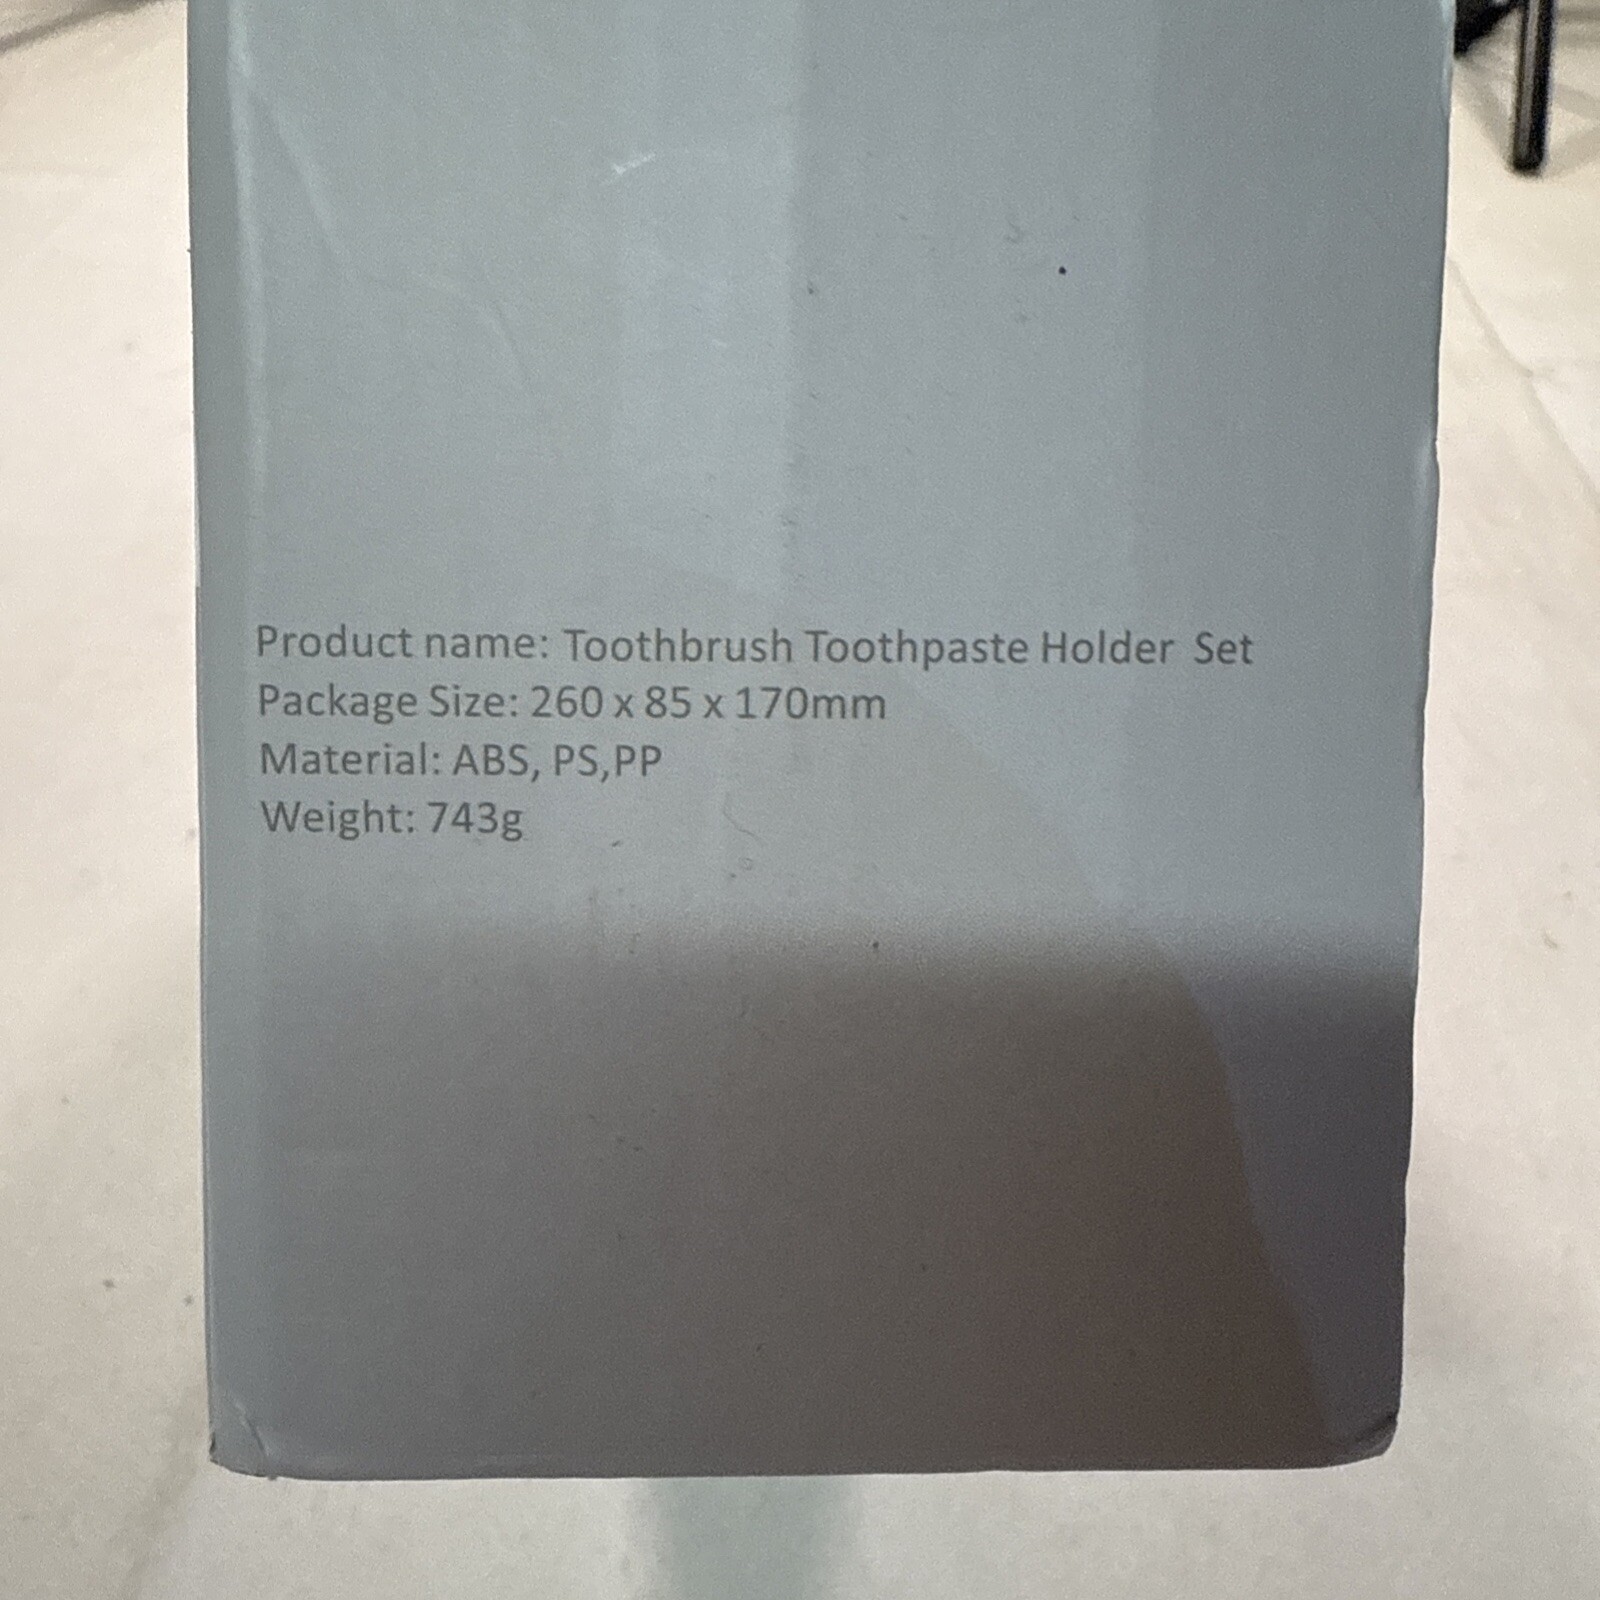 Product name: Toothbrush Toothpaste Holder Set
Package Size: 260 x 85 x 170mm
Material: ABS, PS,PP
Weight: 743g